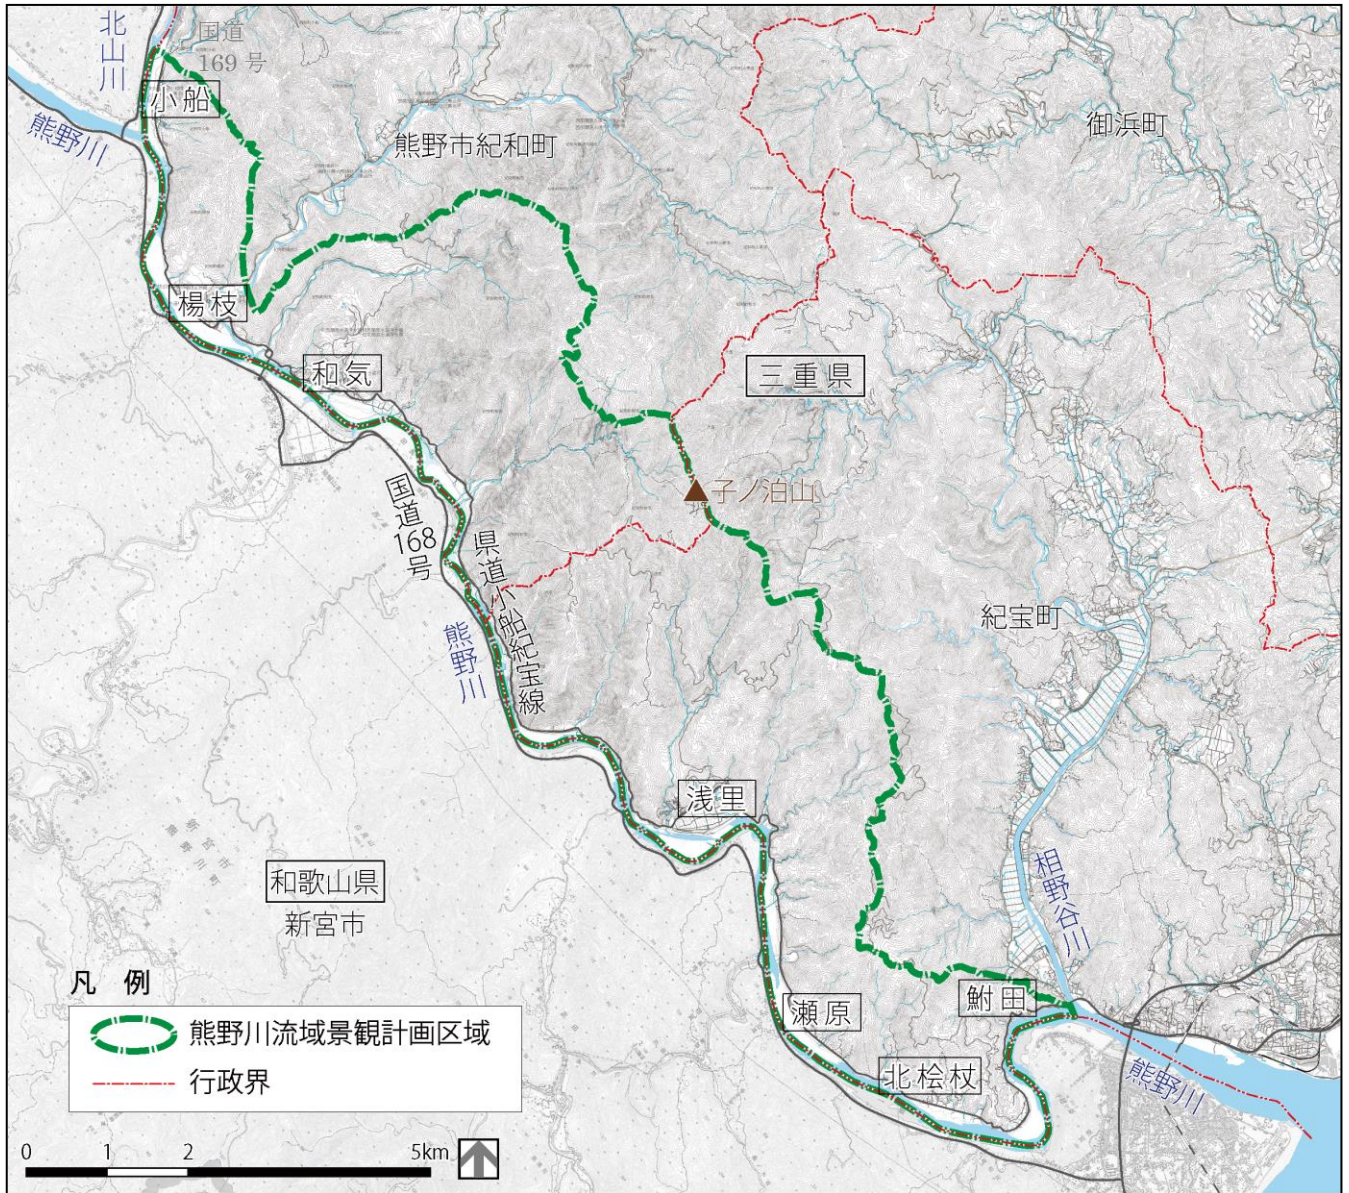 北山川
国道
169 号
小船
熊野川
熊野市紀和町
御浜町
楊枝
和気
三重県
子ノ泊山
国道168号
県道小船紀宝線
熊野川
紀宝町
浅里
和歌山県
新宮市
相野谷川
瀬原
鮒田
北桧杖
熊野川
凡 例
熊野川流域景観計画区域
行政界
0 1 2 5km